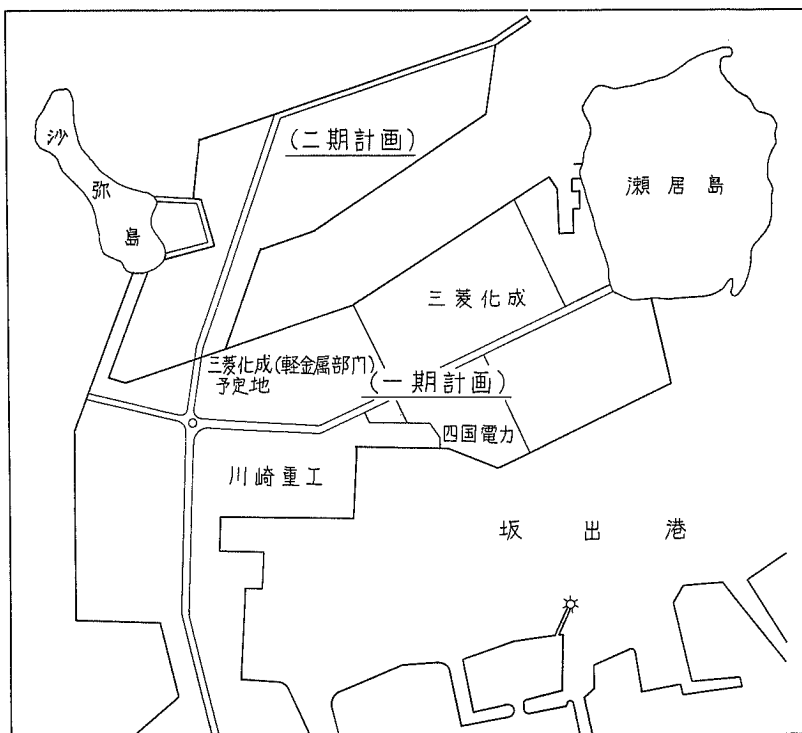 沙弥島
(二期計画)
瀬居島
三菱化成
三菱化成(軽金属部門)
予定地
(一期計画)
四国電力
川崎重工
坂出港